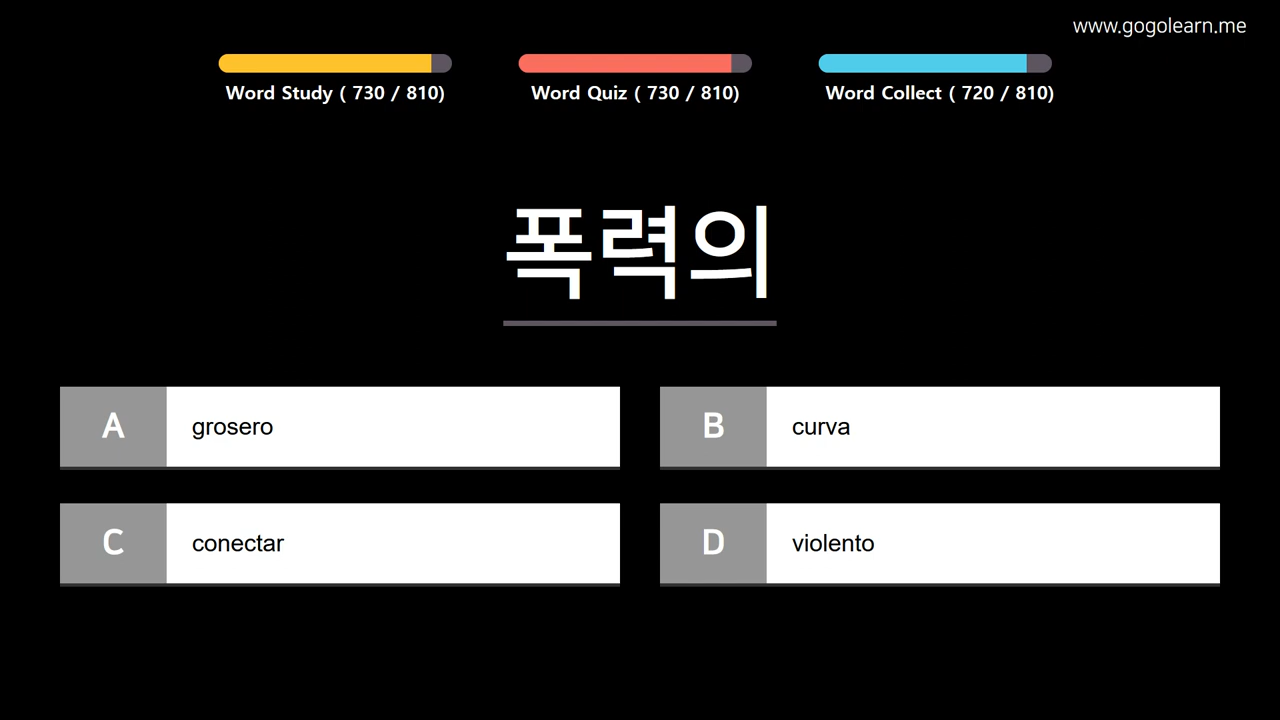 www.gogolearn.me
Word Study ( 730 / 810)
Word Quiz ( 730 / 810)
Word Collect ( 720 / 810)
폭력의
A grosero
B curva
C conectar
D violento